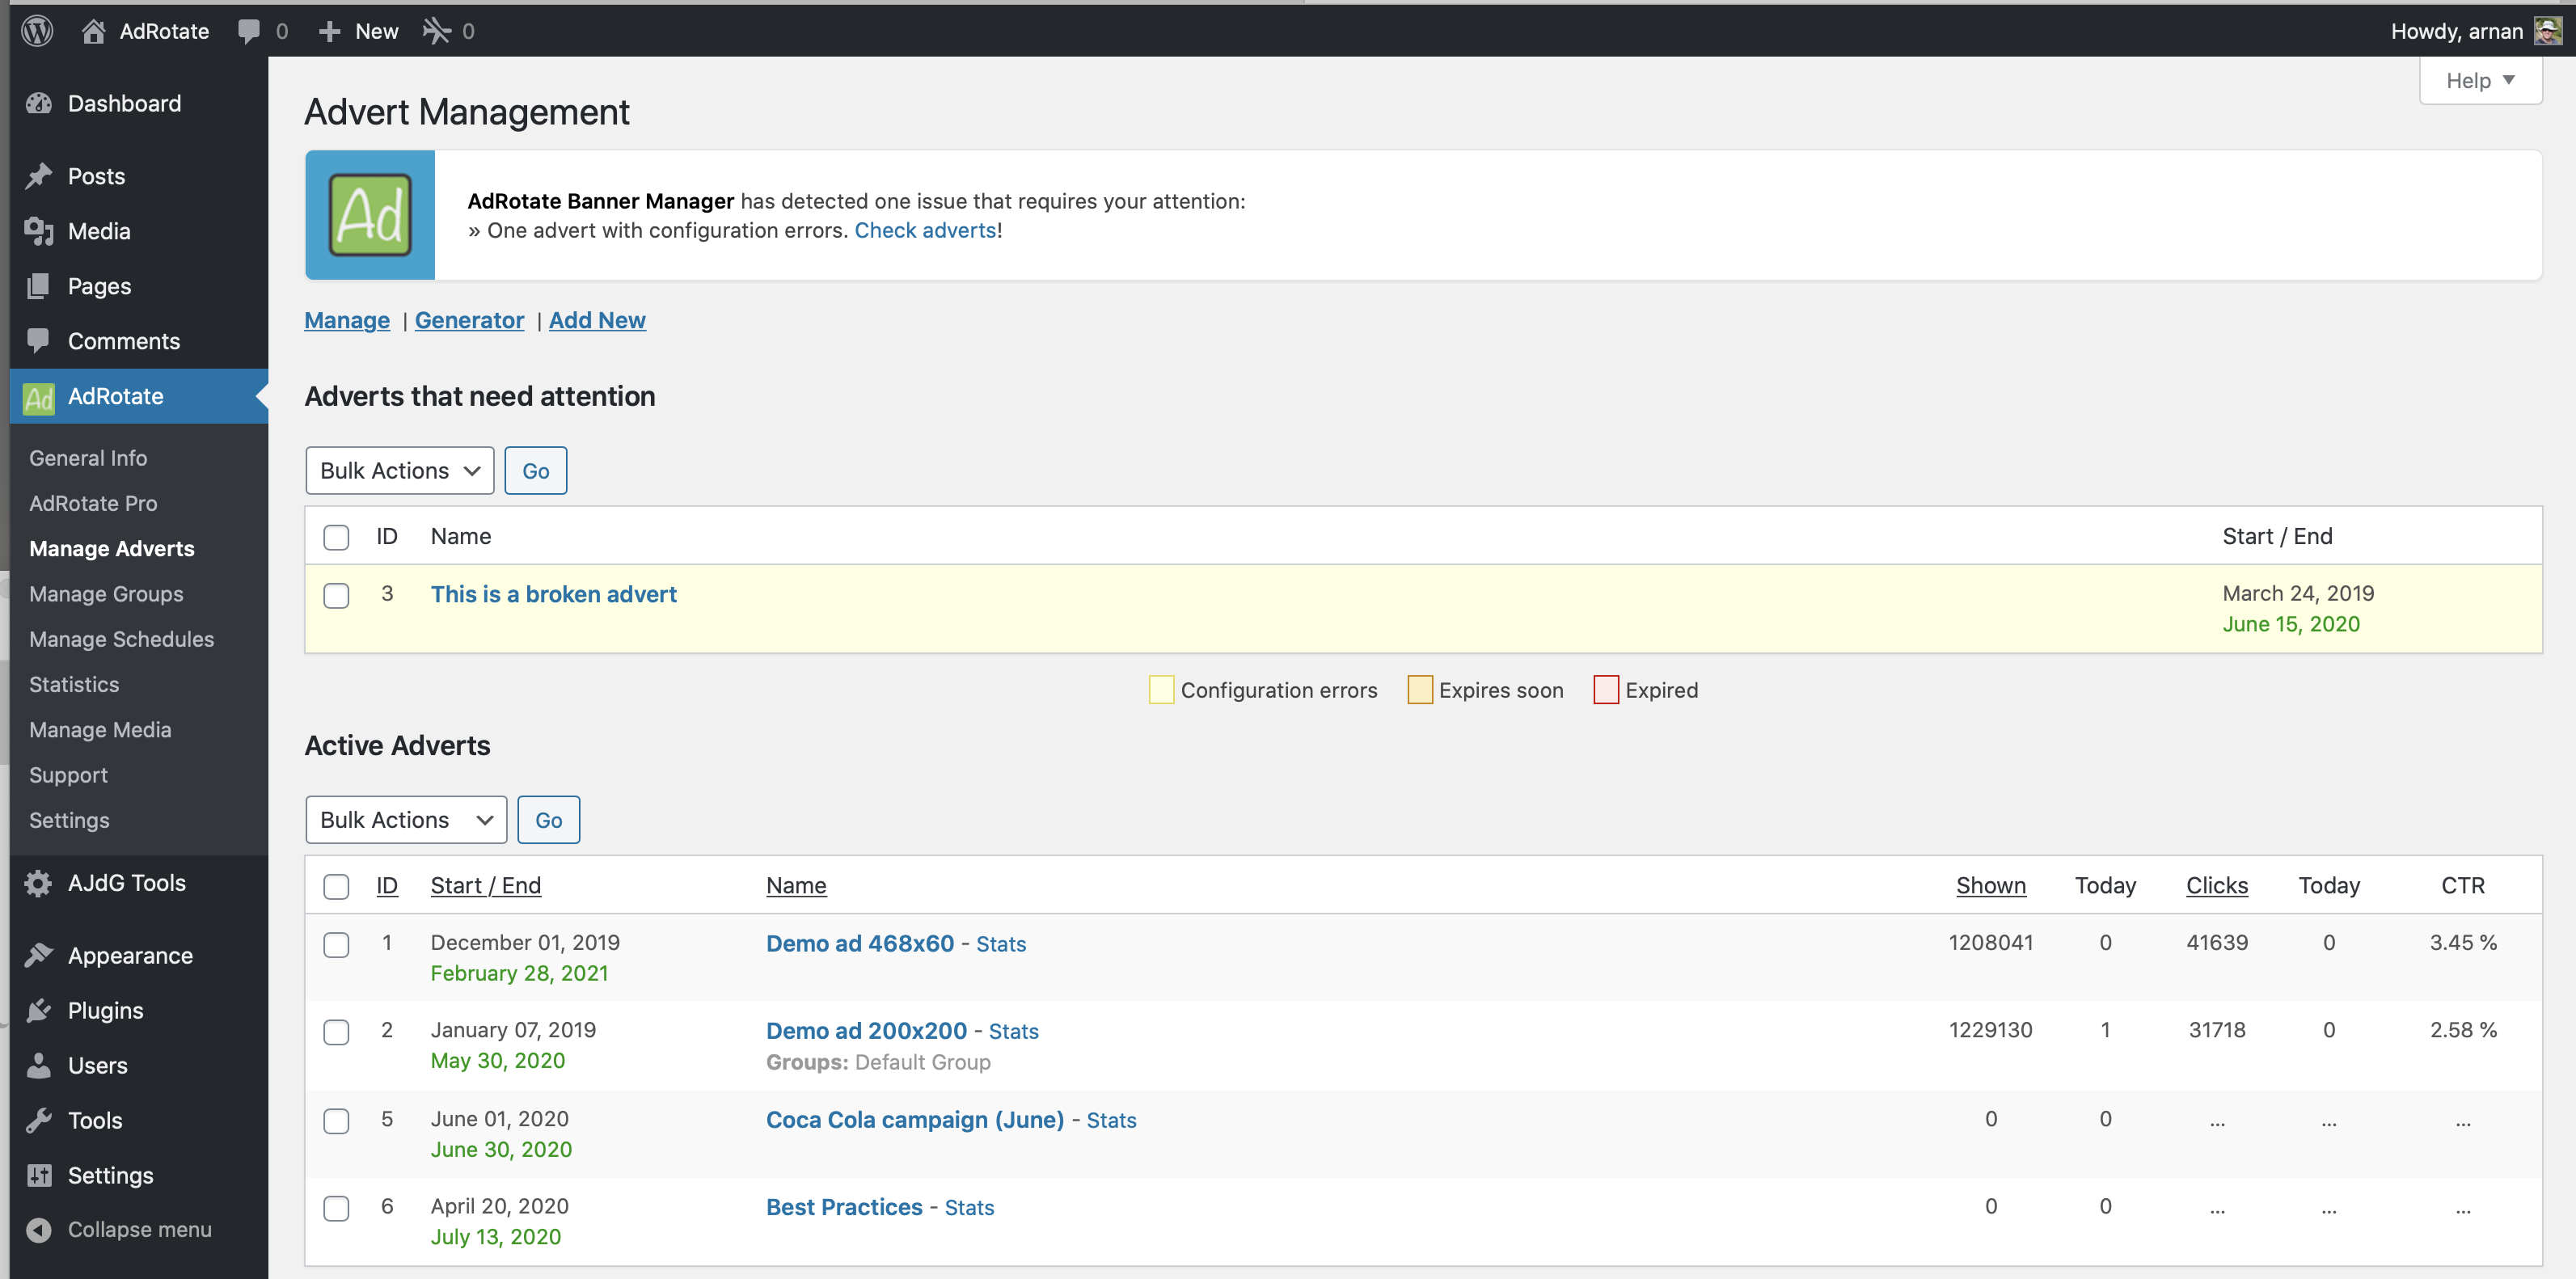 AdRotate 0 New 0 Howdy, arnan
Help
Dashboard
Posts
Media
Pages
Comments
Ad AdRotate
General Info
AdRotate Pro
Manage Adverts
Manage Groups
Manage Schedules
Statistics
Manage Media
Support
Settings
AJdG Tools
Appearance
Plugins
Users
Tools
Settings
Collapse menu
Advert Management
Ad
AdRotate Banner Manager has detected one issue that requires your attention:
» One advert with configuration errors. Check adverts!
Manage | Generator | Add New
Adverts that need attention
Bulk Actions Go
ID Name Start / End
3 This is a broken advert March 24, 2019
June 15, 2020
Configuration errors Expires soon Expired
Active Adverts
Bulk Actions Go
ID Start / End Name Shown Today Clicks Today CTR
1 December 01, 2019 Demo ad 468x60 - Stats 1208041 0 41639 0 3.45 %
February 28, 2021
2 January 07, 2019 Demo ad 200x200 - Stats 1229130 1 31718 0 2.58 %
May 30, 2020 Groups: Default Group
5 June 01, 2020 Coca Cola campaign (June) - Stats 0 0 ... ... ...
June 30, 2020
6 April 20, 2020 Best Practices - Stats 0 0 ... ... ...
July 13, 2020